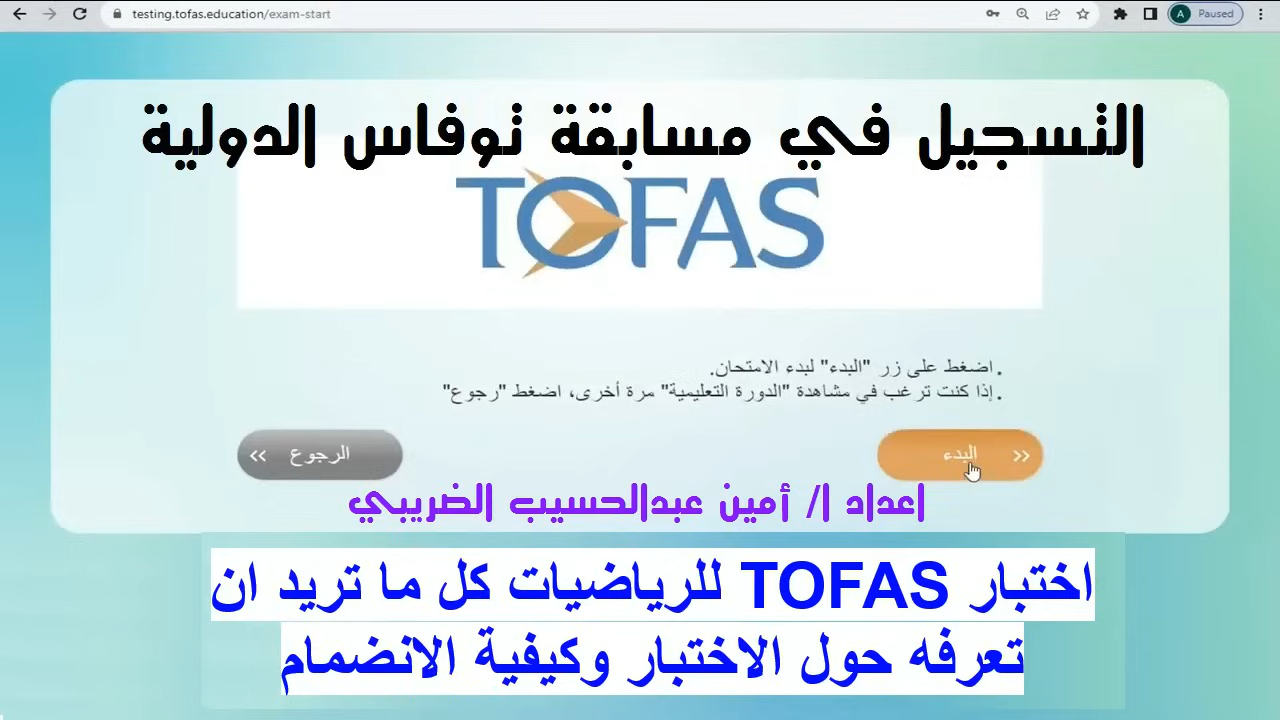 testing.tofas.education/exam-start
A Paused
التسجيل في مسابقة توفاس الدولية
TOFAS
. اضغط على زر "البدء" لبدء الامتحان.
. إذا كنت ترغب في مشاهدة "الدورة التعليمية" مرة أخرى، اضغط "رجوع"
البدء >>
الرجوع >>
اعداد ا/ أمين عبدالحسيب الضريبي
اختبار TOFAS للرياضيات كل ما تريد ان
تعرفه حول الاختبار وكيفية الانضمام